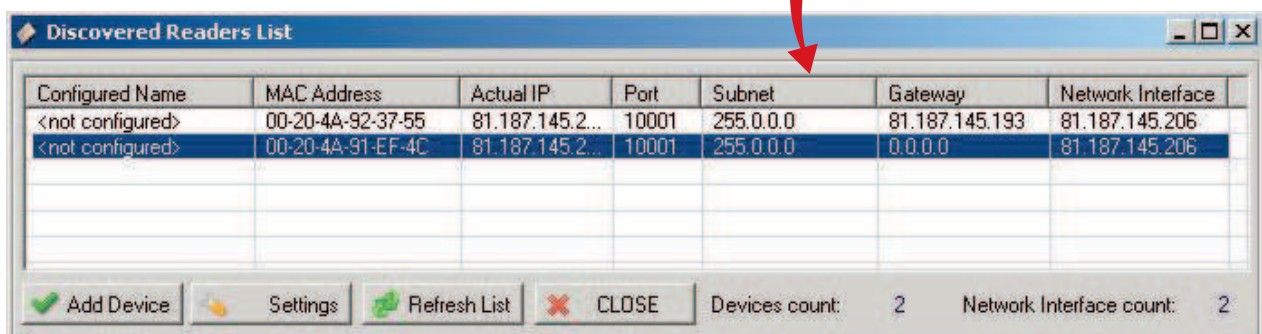 Discovered Readers List
Configured Name MAC Address Actual IP Port Subnet Gateway Network Interface
<not configured> 00-20-4A-92-37-55 81.187.145.2... 10001 255.0.0.0 81.187.145.193 81.187.145.206
<not configured> 00-20-4A-91-EF-4C 81.187.145.2... 10001 255.0.0.0 0.0.0.0 81.187.145.206
Add Device Settings Refresh List CLOSE Devices count: 2 Network Interface count: 2